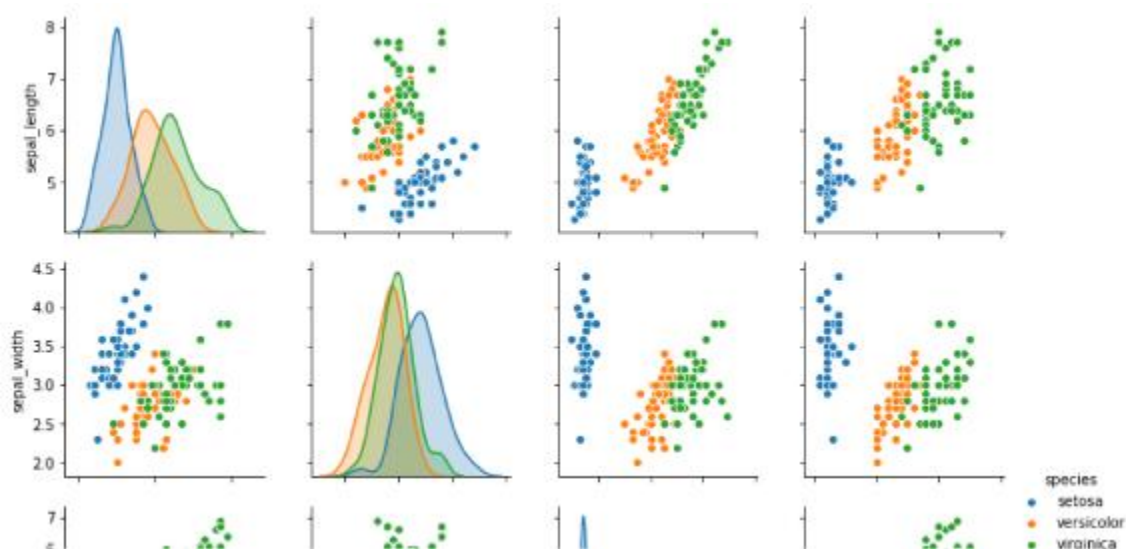 8
7
6
5
sepal_length
4.5
4.0
3.5
3.0
2.5
2.0
sepal_width
7
species
setosa
versicolor
virginica